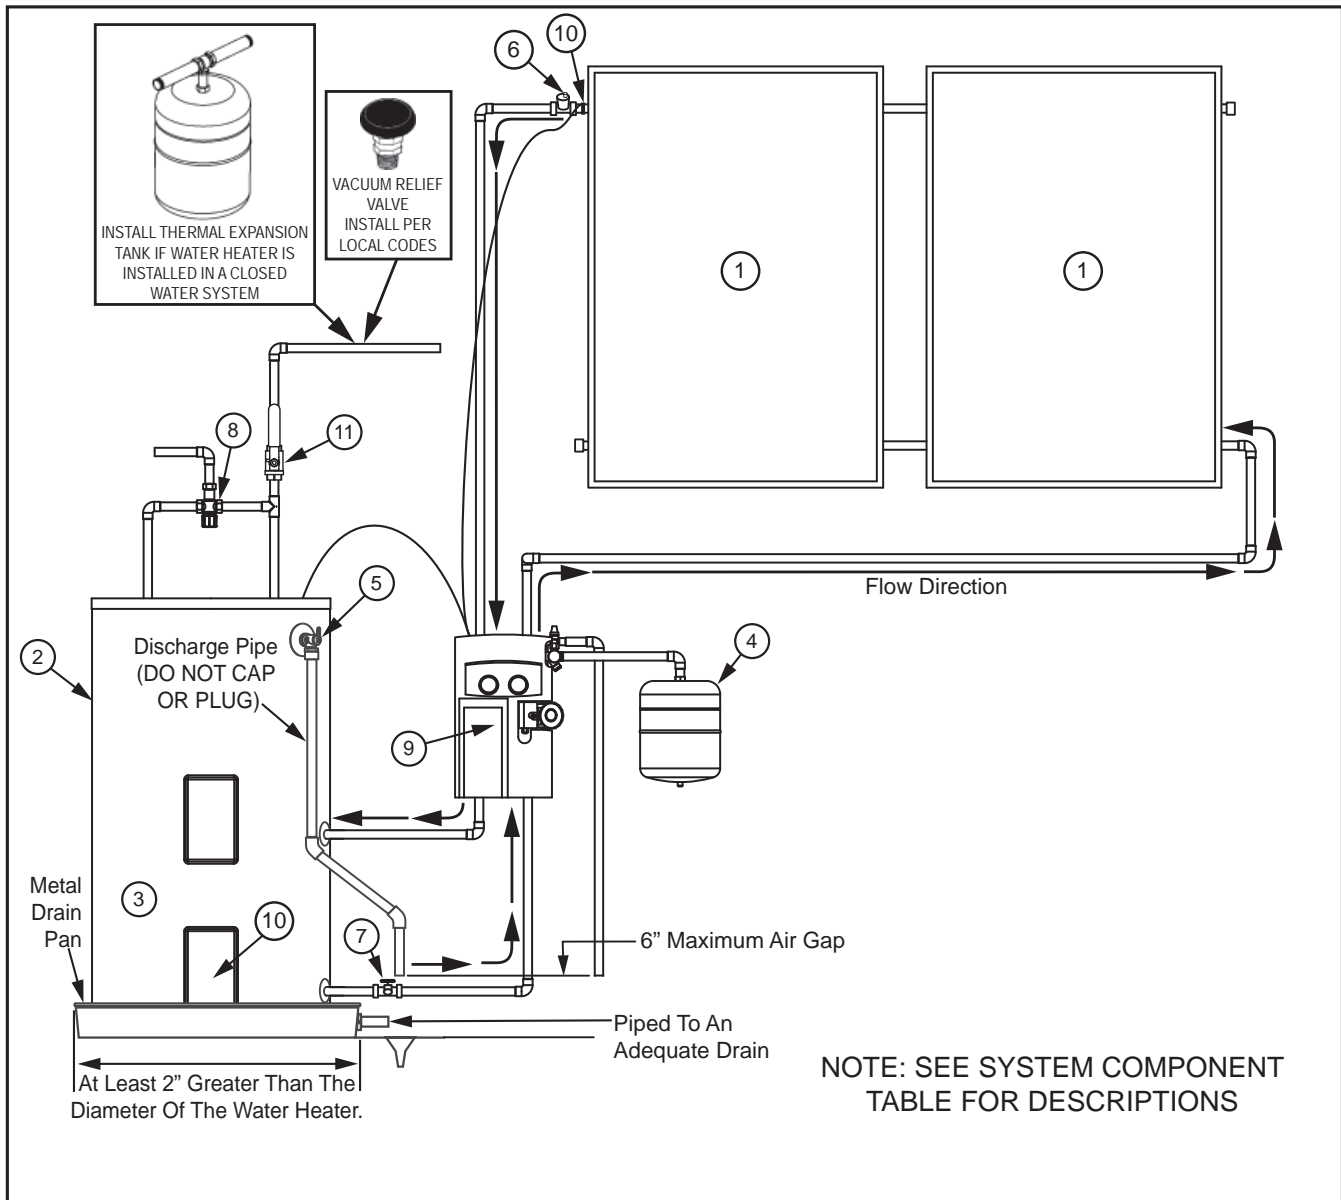 6
10
INSTALL THERMAL EXPANSION
TANK IF WATER HEATER IS
INSTALLED IN A CLOSED
WATER SYSTEM
VACUUM RELIEF
VALVE
INSTALL PER
LOCAL CODES
1
1
8
11
Flow Direction
5
2
Discharge Pipe
(DO NOT CAP
OR PLUG)
4
9
Metal
Drain
Pan
3
10
7
6” Maximum Air Gap
Piped To An
Adequate Drain
At Least 2” Greater Than The
Diameter Of The Water Heater.
NOTE: SEE SYSTEM COMPONENT
TABLE FOR DESCRIPTIONS